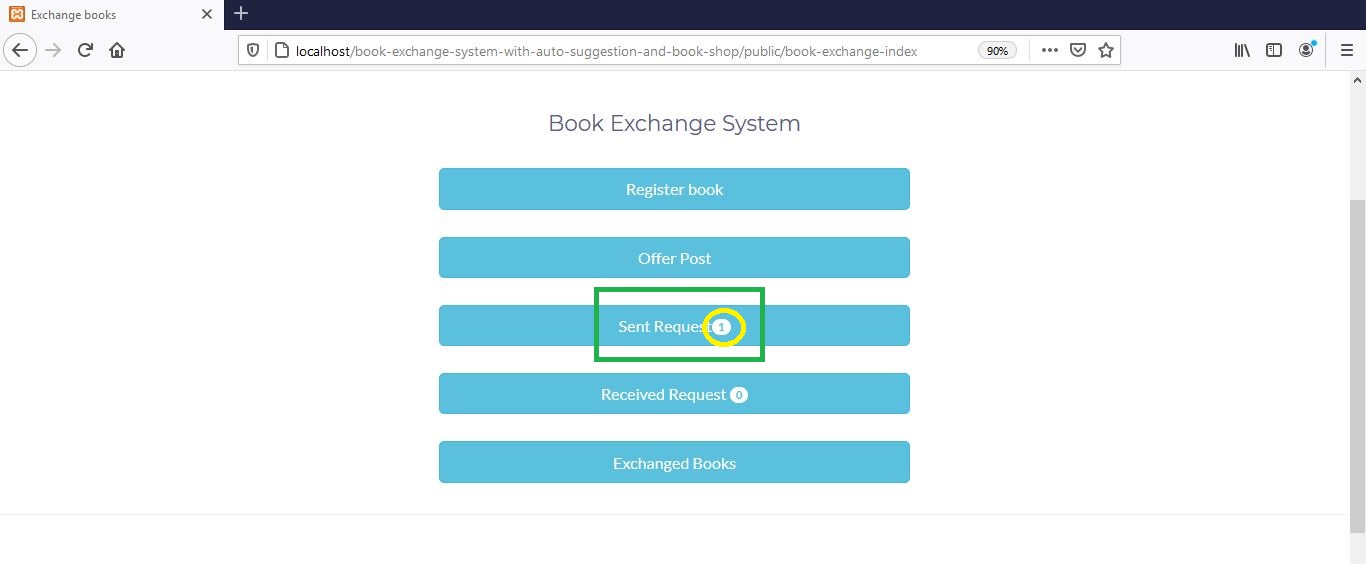 Exchange books
localhost/book-exchange-system-with-auto-suggestion-and-book-shop/public/book-exchange-index
90%
Book Exchange System
Register book
Offer Post
Sent Request 1
Received Request 0
Exchanged Books